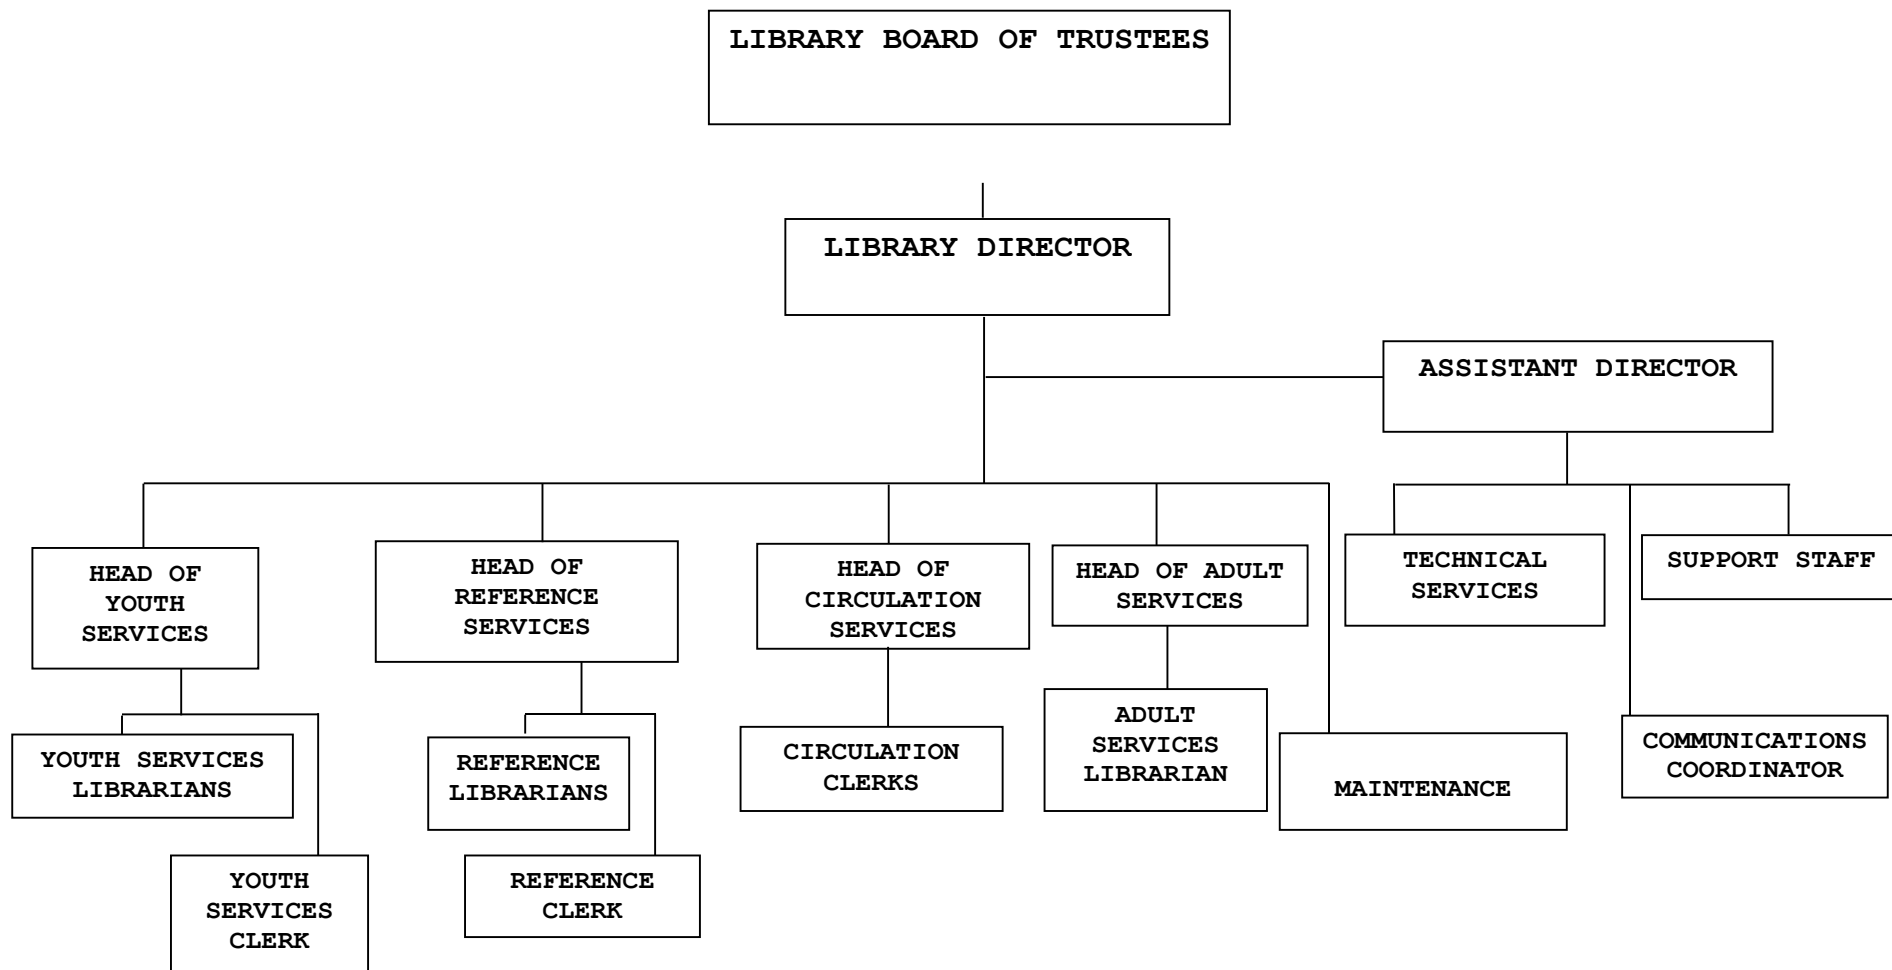 LIBRARY BOARD OF TRUSTEES
LIBRARY DIRECTOR
ASSISTANT DIRECTOR
HEAD OF
YOUTH
SERVICES
HEAD OF
REFERENCE
SERVICES
HEAD OF
CIRCULATION
SERVICES
HEAD OF ADULT
SERVICES
TECHNICAL
SERVICES
SUPPORT STAFF
YOUTH SERVICES
LIBRARIANS
REFERENCE
LIBRARIANS
CIRCULATION
CLERKS
ADULT
SERVICES
LIBRARIAN
MAINTENANCE
COMMUNICATIONS
COORDINATOR
YOUTH
SERVICES
CLERK
REFERENCE
CLERK